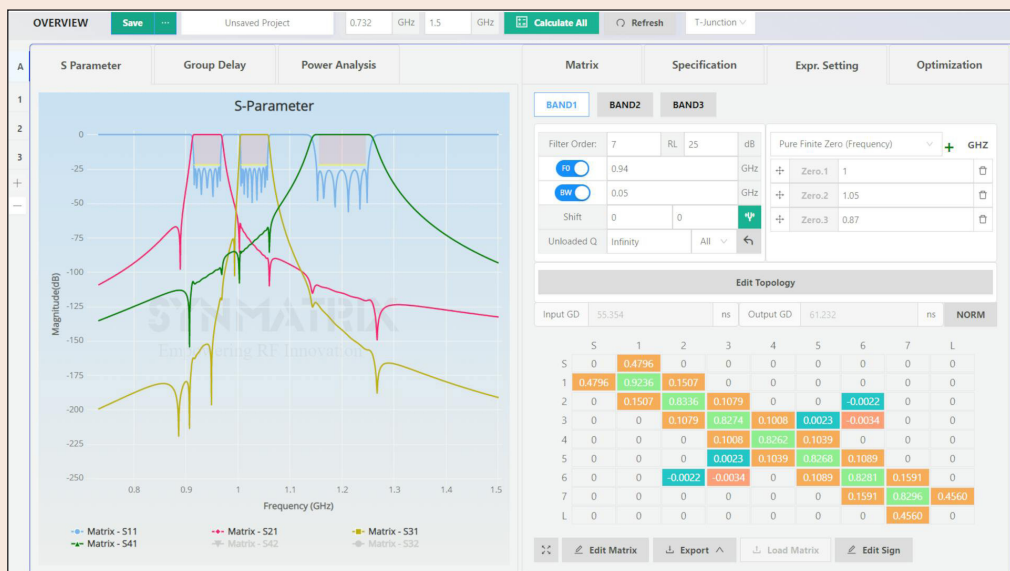 OVERVIEW Save ... Unsaved Project 0.732 GHz 1.5 GHz Calculate All Refresh T-Junction
A
1
2
3
S Parameter Group Delay Power Analysis
S-Parameter
0
-25
-50
-75
-100
-125
-150
-175
-200
-225
-250
Magnitude(dB)
SYNMATRIX
Empowering RF Innovation
0.8 0.9 1 1.1 1.2 1.3 1.4 1.5
Frequency (GHz)
Matrix - S11 Matrix - S21 Matrix - S31
Matrix - S41 Matrix - S42 Matrix - S32
Matrix Specification Expr. Setting Optimization
BAND1 BAND2 BAND3
Filter Order: 7 RL 25 dB
F0 0.94 GHz
BW 0.05 GHz
Shift 0 0
Unloaded Q Infinity All
Pure Finite Zero (Frequency) + GHZ
Zero.1 1
Zero.2 1.05
Zero.3 0.87
Edit Topology
Input GD 55.354 ns Output GD 61.232 ns NORM
S 1 2 3 4 5 6 7 L
S 0 0.4796 0 0 0 0 0 0 0
1 0.4796 0.9236 0.1507 0 0 0 0 0 0
2 0 0.1507 0.8336 0.1079 0 0 -0.0022 0 0
3 0 0 0.1079 0.8274 0.1008 0.0023 -0.0034 0 0
4 0 0 0 0.1008 0.8262 0.1039 0 0 0
5 0 0 0 0.0023 0.1039 0.8268 0.1089 0 0
6 0 0 -0.0022 -0.0034 0 0.1089 0.8281 0.1591 0
7 0 0 0 0 0 0 0.1591 0.8296 0.4560
L 0 0 0 0 0 0 0 0.4560 0
Edit Matrix Export Load Matrix Edit Sign